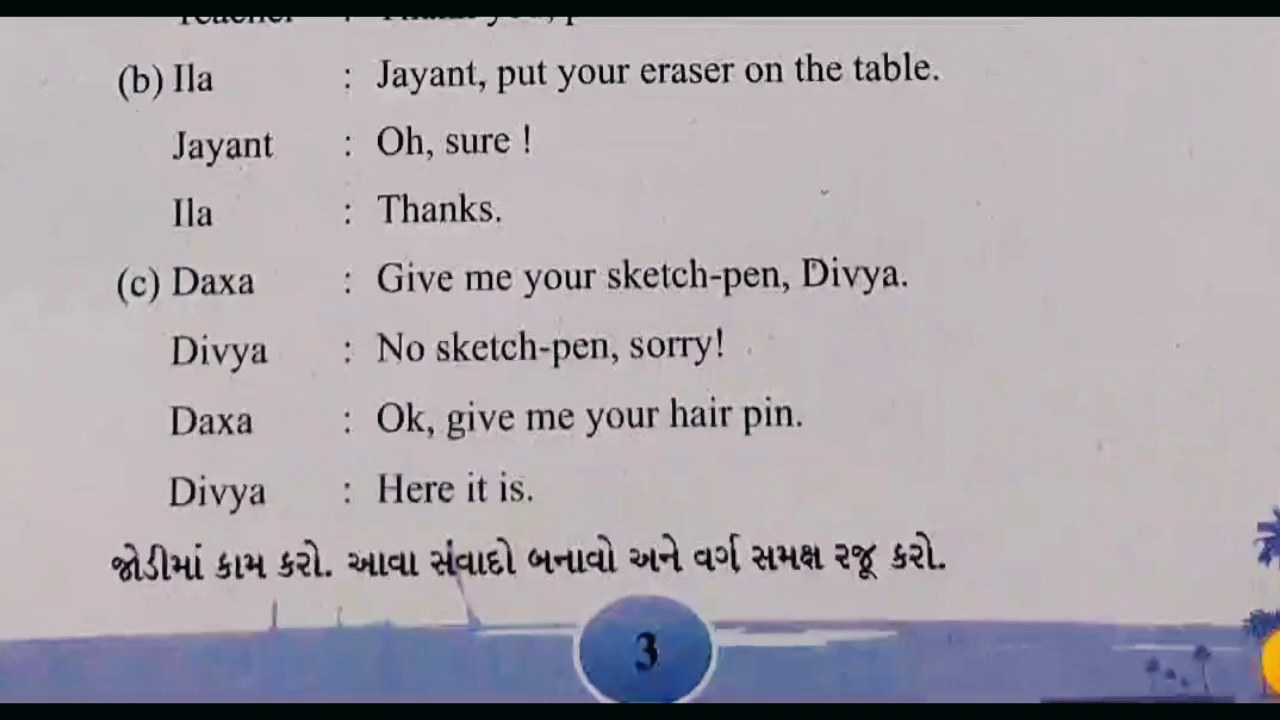 (b) Ila : Jayant, put your eraser on the table.
Jayant : Oh, sure !
Ila : Thanks.
(c) Daxa : Give me your sketch-pen, Divya.
Divya : No sketch-pen, sorry!
Daxa : Ok, give me your hair pin.
Divya : Here it is.
જોડીમાં કામ કરો. આવા સંવાદો બનાવો અને વર્ગ સમક્ષ રજૂ કરો.
3